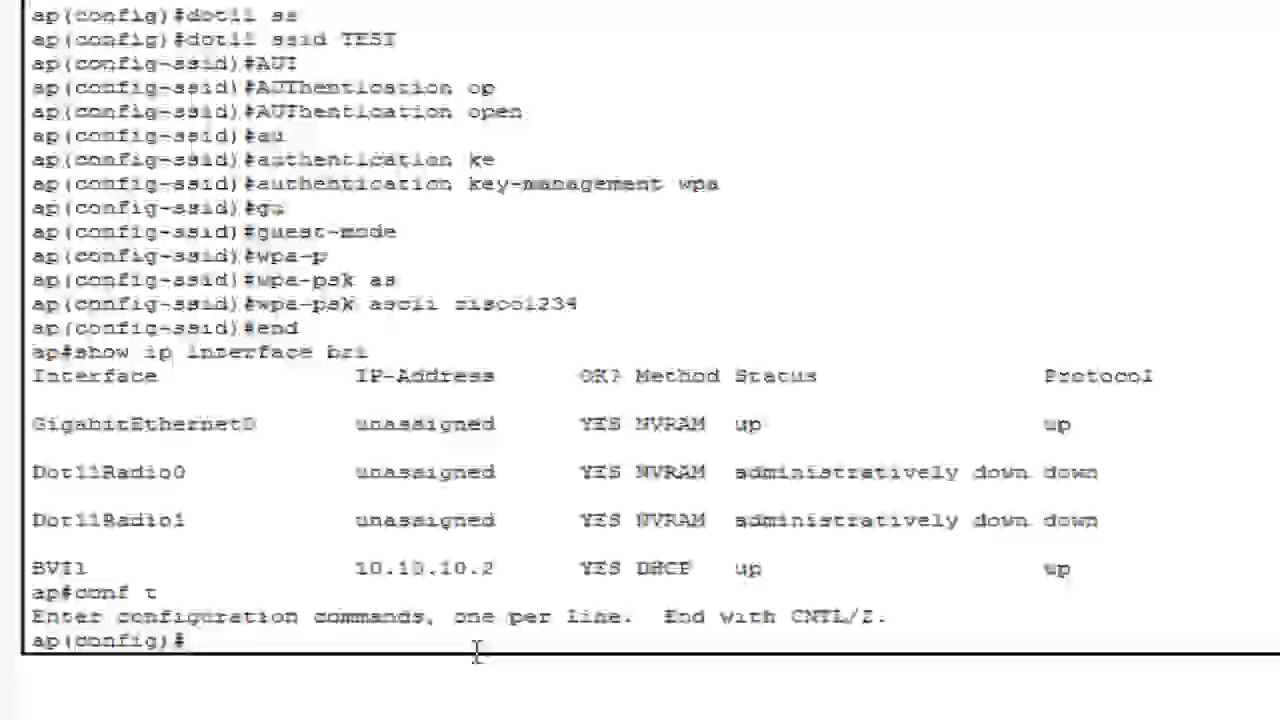 ap(config)#dot11 ss
ap(config)#dot11 ssid TEST
ap(config-ssid)#AUT
ap(config-ssid)#AUThentication op
ap(config-ssid)#AUThentication open
ap(config-ssid)#au
ap(config-ssid)#authentication ke
ap(config-ssid)#authentication key-management wpa
ap(config-ssid)#gu
ap(config-ssid)#guest-mode
ap(config-ssid)#wpa-p
ap(config-ssid)#wpa-psk as
ap(config-ssid)#wpa-psk ascii cisco1234
ap(config-ssid)#end
ap#show ip interface bri
Interface IP-Address OK? Method Status Protocol
GigabitEthernet0 unassigned YES NVRAM up up
Dot11Radio0 unassigned YES NVRAM administratively down down
Dot11Radio1 unassigned YES NVRAM administratively down down
BVI1 10.10.10.2 YES DHCP up up
ap#conf t
Enter configuration commands, one per line. End with CNTL/Z.
ap(config)#